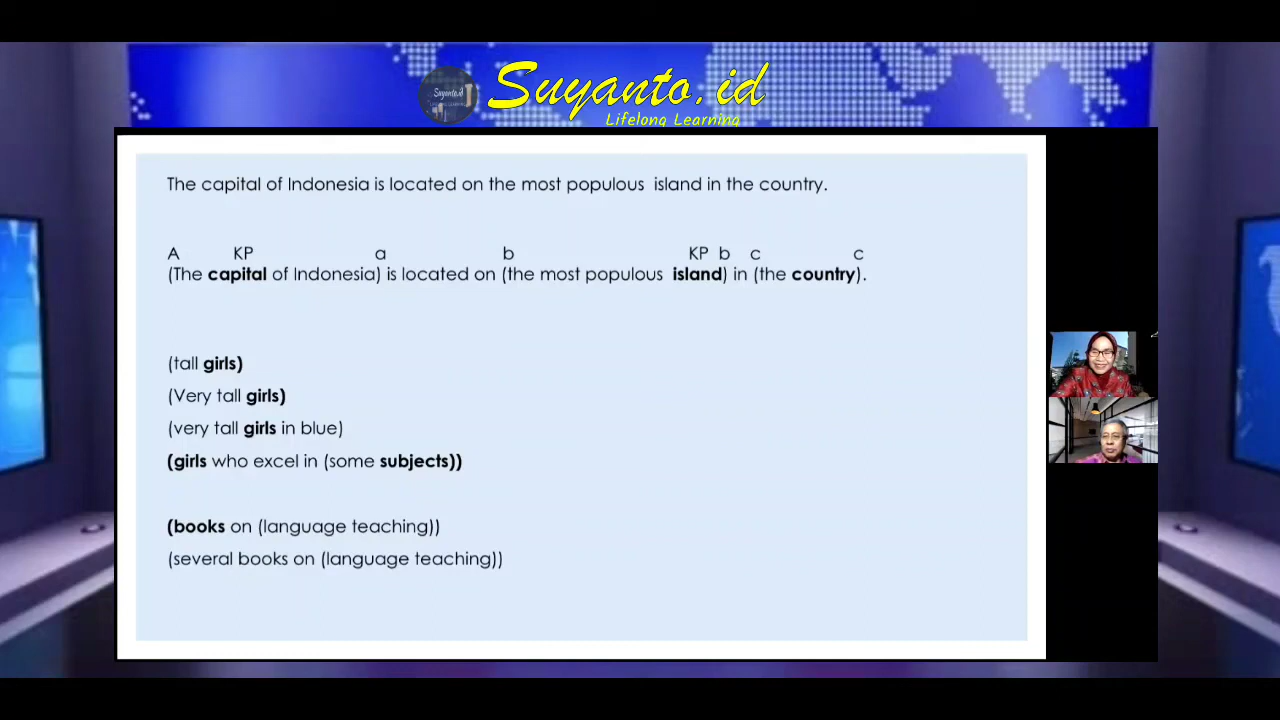 Suyanto.id
Suyanto.id
Lifelong Learning
The capital of Indonesia is located on the most populous island in the country.
A KP a b KP b c c
(The capital of Indonesia) is located on (the most populous island) in (the country).
(tall girls)
(Very tall girls)
(very tall girls in blue)
(girls who excel in (some subjects))
(books on (language teaching))
(several books on (language teaching))